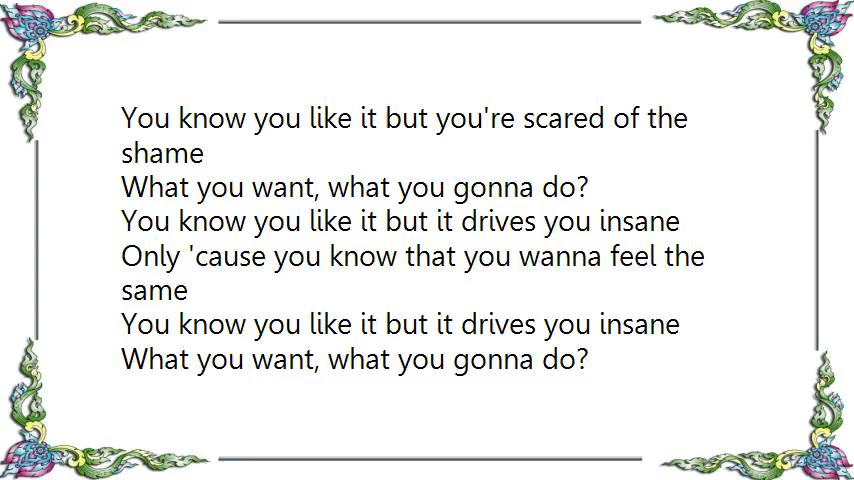 You know you like it but you're scared of the
shame
What you want, what you gonna do?
You know you like it but it drives you insane
Only 'cause you know that you wanna feel the
same
You know you like it but it drives you insane
What you want, what you gonna do?